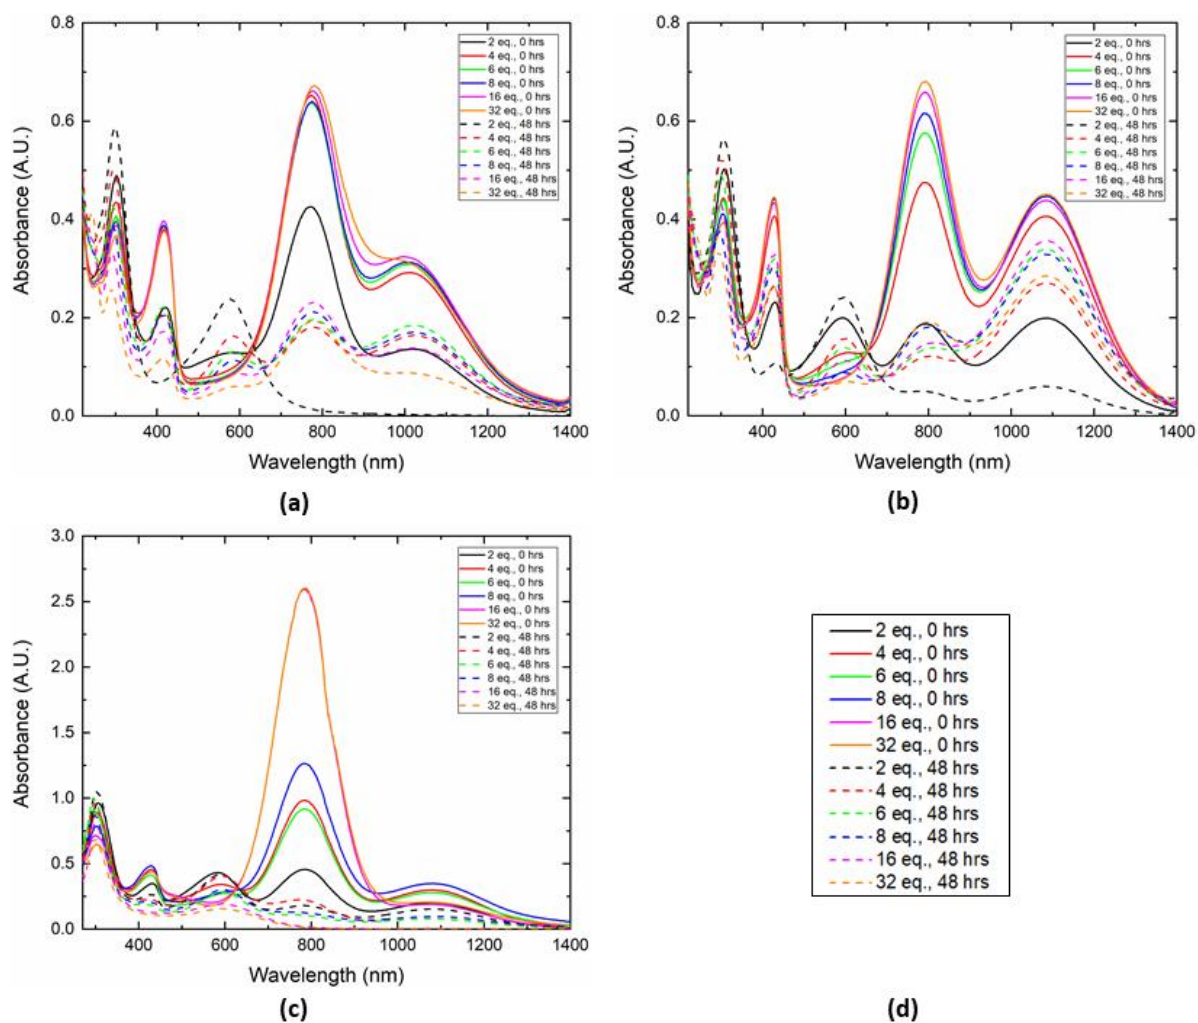 0.8
0.6
0.4
0.2
0.0
Absorbance (A.U.)
400 600 800 1000 1200 1400
Wavelength (nm)
2 eq., 0 hrs
4 eq., 0 hrs
6 eq., 0 hrs
8 eq., 0 hrs
16 eq., 0 hrs
32 eq., 0 hrs
2 eq., 48 hrs
4 eq., 48 hrs
6 eq., 48 hrs
8 eq., 48 hrs
16 eq., 48 hrs
32 eq., 48 hrs
(a)
0.8
0.6
0.4
0.2
0.0
Absorbance (A.U.)
400 600 800 1000 1200 1400
Wavelength (nm)
2 eq., 0 hrs
4 eq., 0 hrs
6 eq., 0 hrs
8 eq., 0 hrs
16 eq., 0 hrs
32 eq., 0 hrs
2 eq., 48 hrs
4 eq., 48 hrs
6 eq., 48 hrs
8 eq., 48 hrs
16 eq., 48 hrs
32 eq., 48 hrs
(b)
3.0
2.5
2.0
1.5
1.0
0.5
0.0
Absorbance (A.U.)
400 600 800 1000 1200 1400
Wavelength (nm)
2 eq., 0 hrs
4 eq., 0 hrs
6 eq., 0 hrs
8 eq., 0 hrs
16 eq., 0 hrs
32 eq., 0 hrs
2 eq., 48 hrs
4 eq., 48 hrs
6 eq., 48 hrs
8 eq., 48 hrs
16 eq., 48 hrs
32 eq., 48 hrs
(c)
2 eq., 0 hrs
4 eq., 0 hrs
6 eq., 0 hrs
8 eq., 0 hrs
16 eq., 0 hrs
32 eq., 0 hrs
2 eq., 48 hrs
4 eq., 48 hrs
6 eq., 48 hrs
8 eq., 48 hrs
16 eq., 48 hrs
32 eq., 48 hrs
(d)